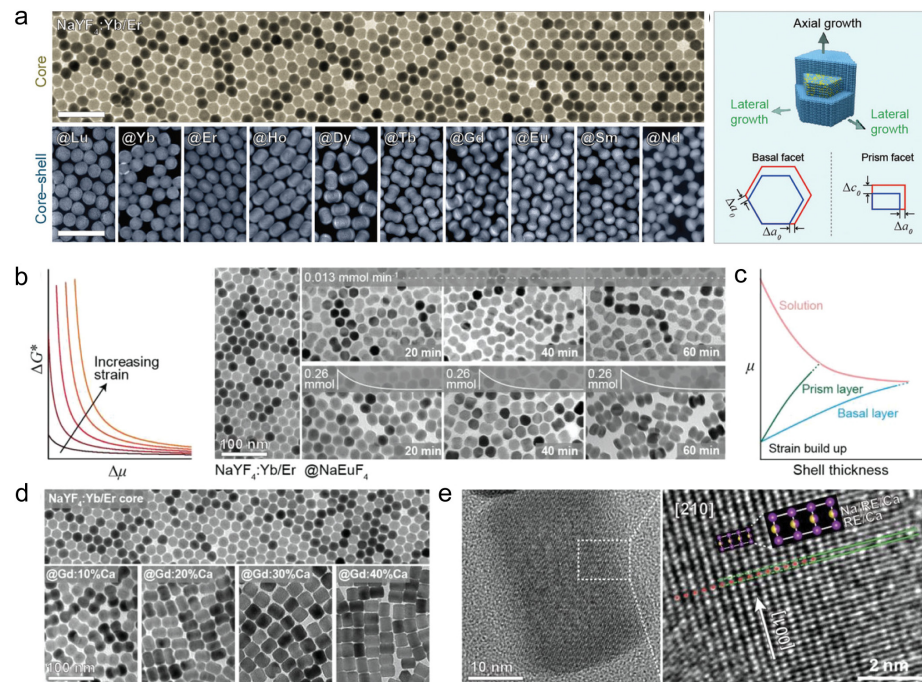 a
Core
NaYF₄:Yb/Er
Core–shell
@Lu
@Yb
@Er
@Ho
@Dy
@Tb
@Gd
@Eu
@Sm
@Nd
Axial growth
Lateral
growth
Lateral
growth
Basal facet
Prism facet
Δa₀
Δa₀
Δc₀
Δa₀
b
ΔG*
Increasing
strain
Δμ
0.013 mmol min⁻¹
20 min
40 min
60 min
0.26
mmol
0.26
mmol
0.26
mmol
100 nm
20 min
40 min
60 min
NaYF₄:Yb/Er @NaEuF₄
c
μ
Solution
Prism layer
Basal layer
Strain build up
Shell thickness
d
NaYF₄:Yb/Er core
@Gd:10%Ca
@Gd:20%Ca
@Gd:30%Ca
@Gd:40%Ca
100 nm
e
10 nm
[210]
Na/RE/Ca
RE/Ca
[100]
2 nm